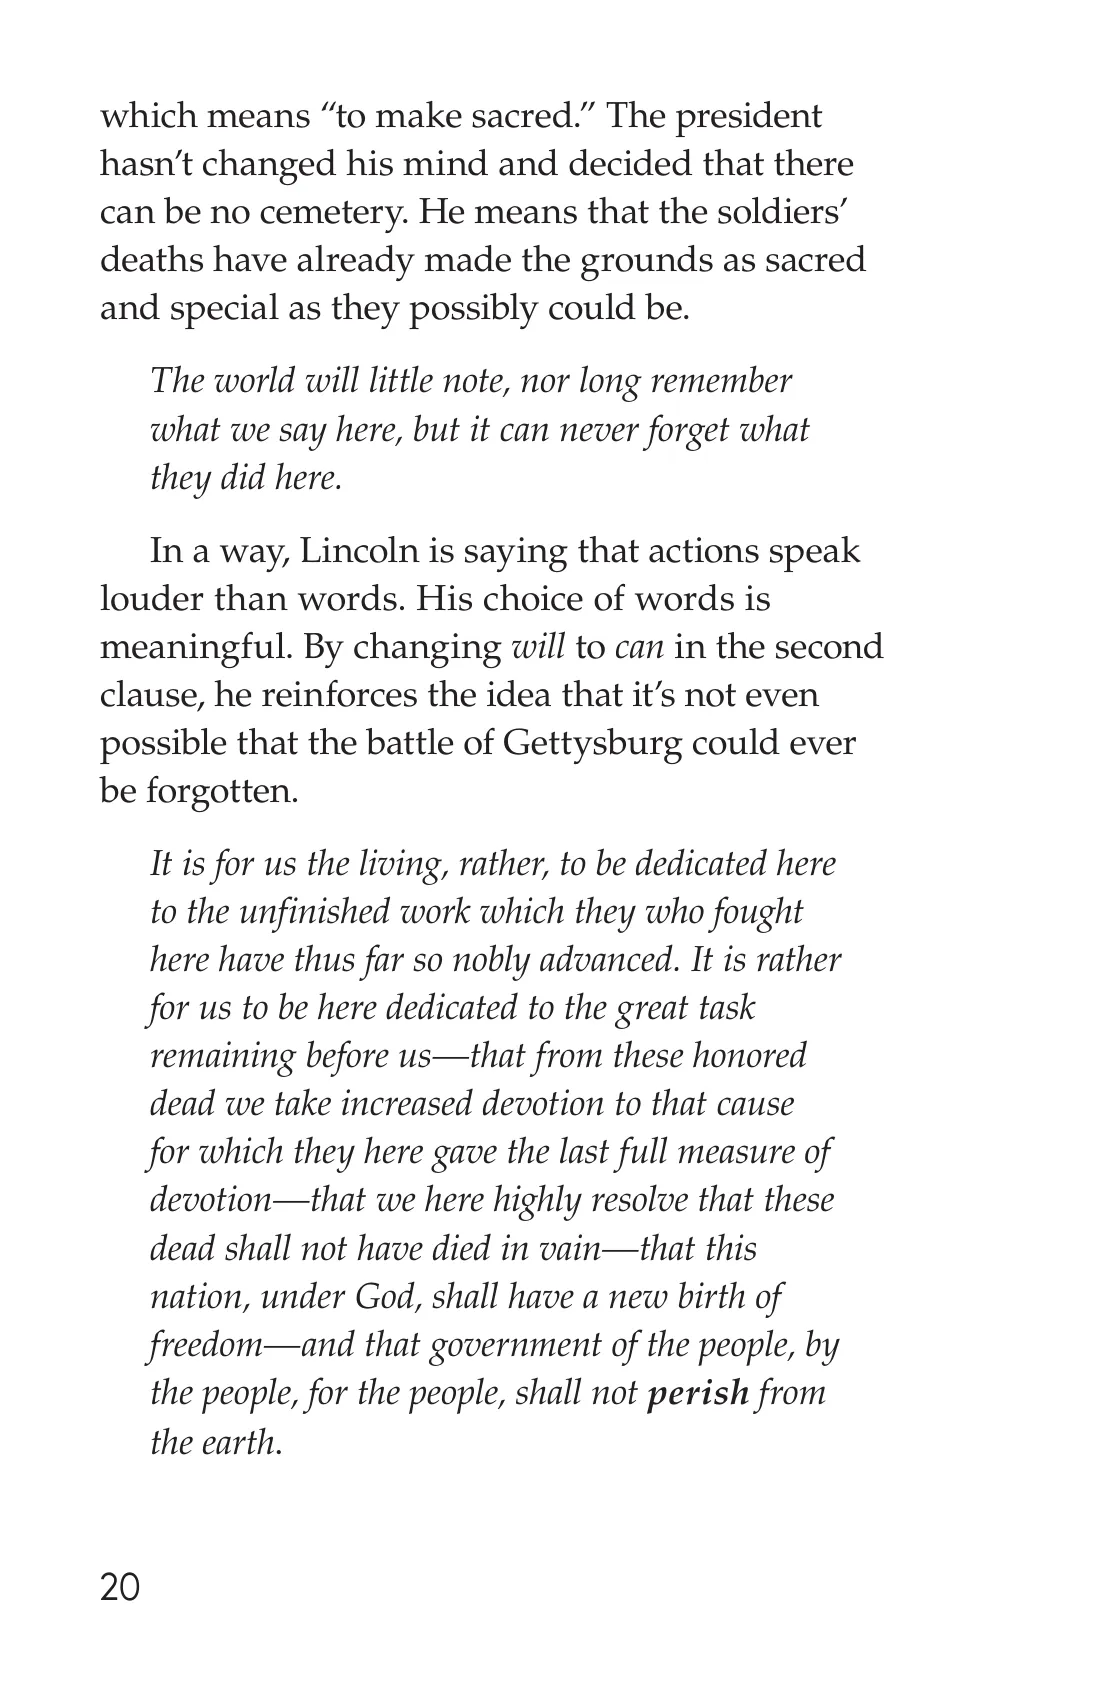 which means “to make sacred.” The president
hasn’t changed his mind and decided that there
can be no cemetery. He means that the soldiers’
deaths have already made the grounds as sacred
and special as they possibly could be.
The world will little note, nor long remember
what we say here, but it can never forget what
they did here.
In a way, Lincoln is saying that actions speak
louder than words. His choice of words is
meaningful. By changing will to can in the second
clause, he reinforces the idea that it’s not even
possible that the battle of Gettysburg could ever
be forgotten.
It is for us the living, rather, to be dedicated here
to the unfinished work which they who fought
here have thus far so nobly advanced. It is rather
for us to be here dedicated to the great task
remaining before us—that from these honored
dead we take increased devotion to that cause
for which they here gave the last full measure of
devotion—that we here highly resolve that these
dead shall not have died in vain—that this
nation, under God, shall have a new birth of
freedom—and that government of the people, by
the people, for the people, shall not perish from
the earth.
20